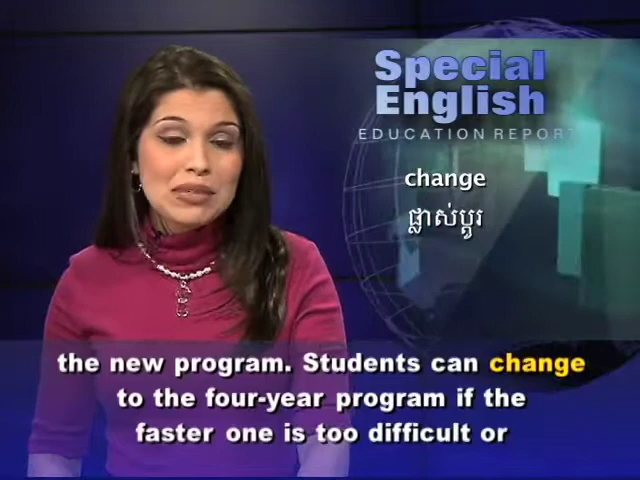 Special
English
EDUCATION REPORT
change
ផ្លាស់ប្តូរ
the new program. Students can change
to the four-year program if the
faster one is too difficult or